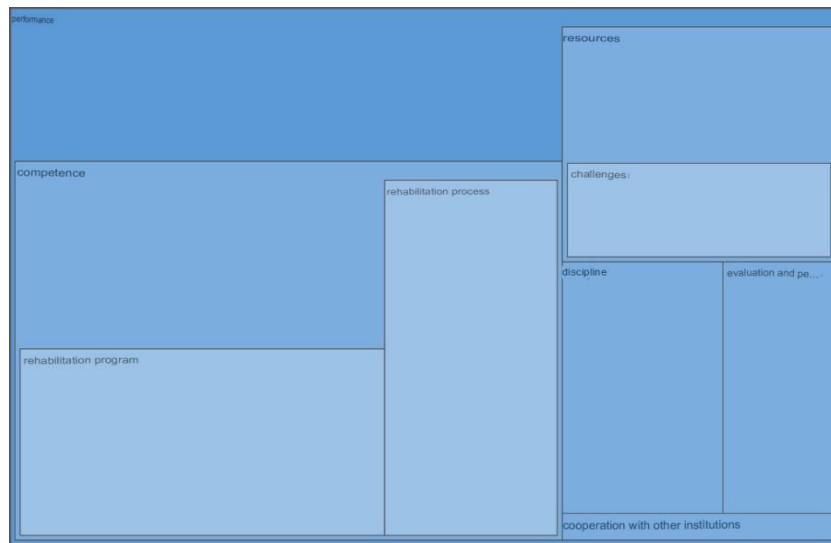 performance
resources
competence
challenges
rehabilitation process
discipline
evaluation and pe...
rehabilitation program
cooperation with other institutions